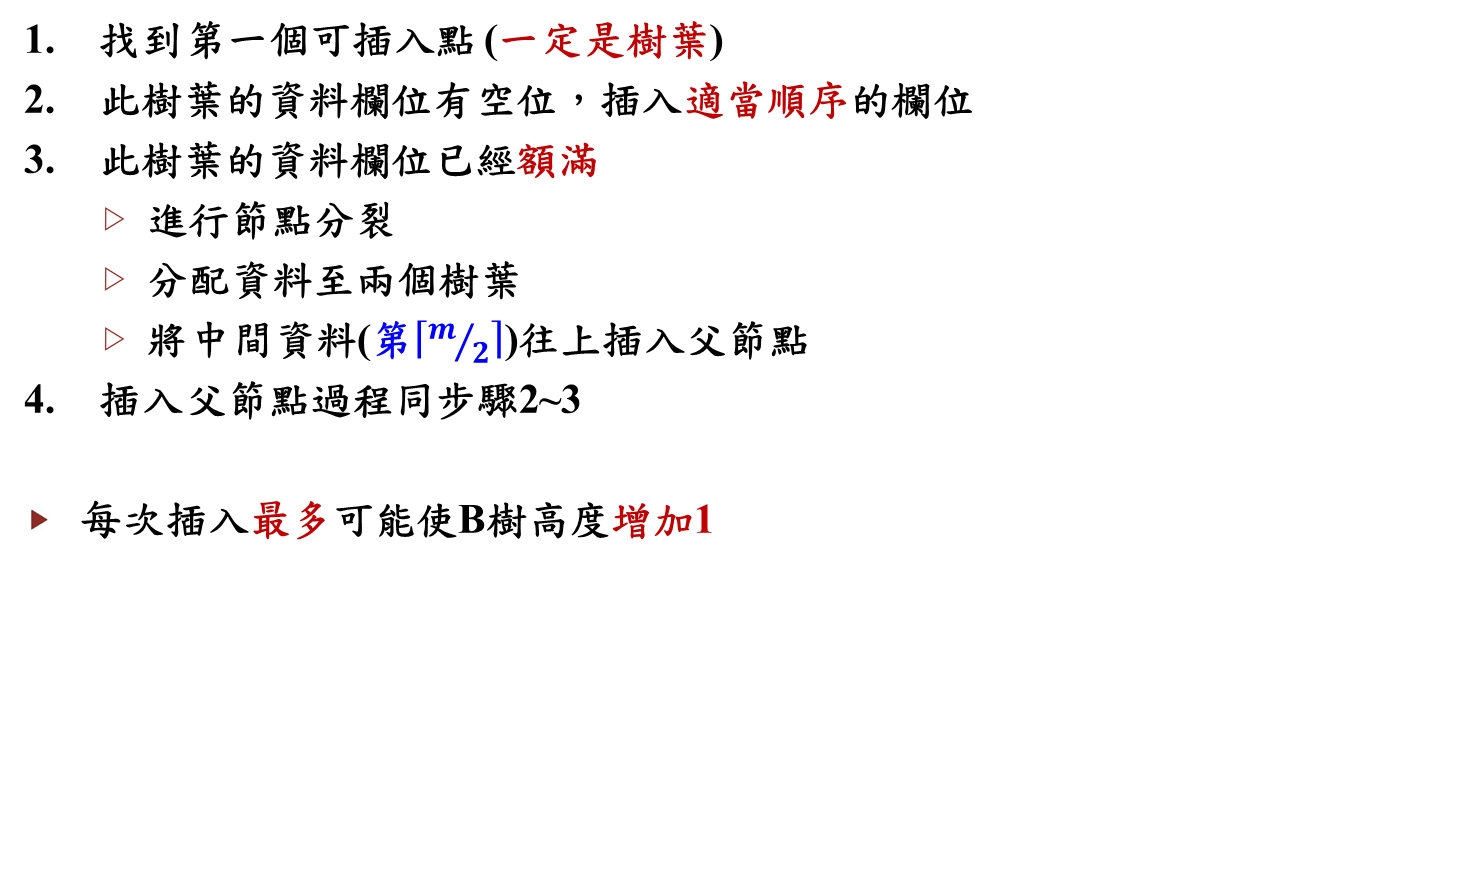 1. 找到第一個可插入點(一定是樹葉)
2. 此樹葉的資料欄位有空位，插入適當順序的欄位
3. 此樹葉的資料欄位已經額滿
▷ 進行節點分裂
▷ 分配資料至兩個樹葉
▷ 將中間資料(第⌈m/2⌉)往上插入父節點
4. 插入父節點過程同步驟2~3
▶ 每次插入最多可能使B樹高度增加1